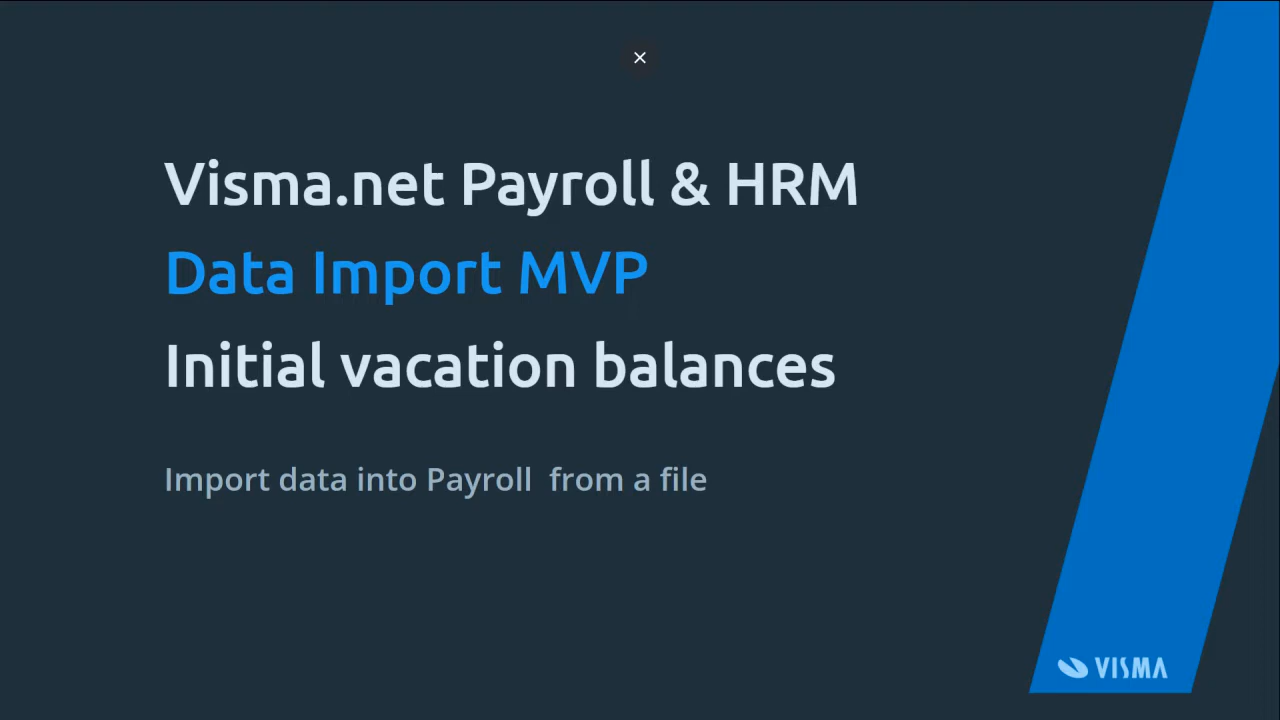 Visma.net Payroll & HRM
Data Import MVP
Initial vacation balances
Import data into Payroll  from a file
VISMA